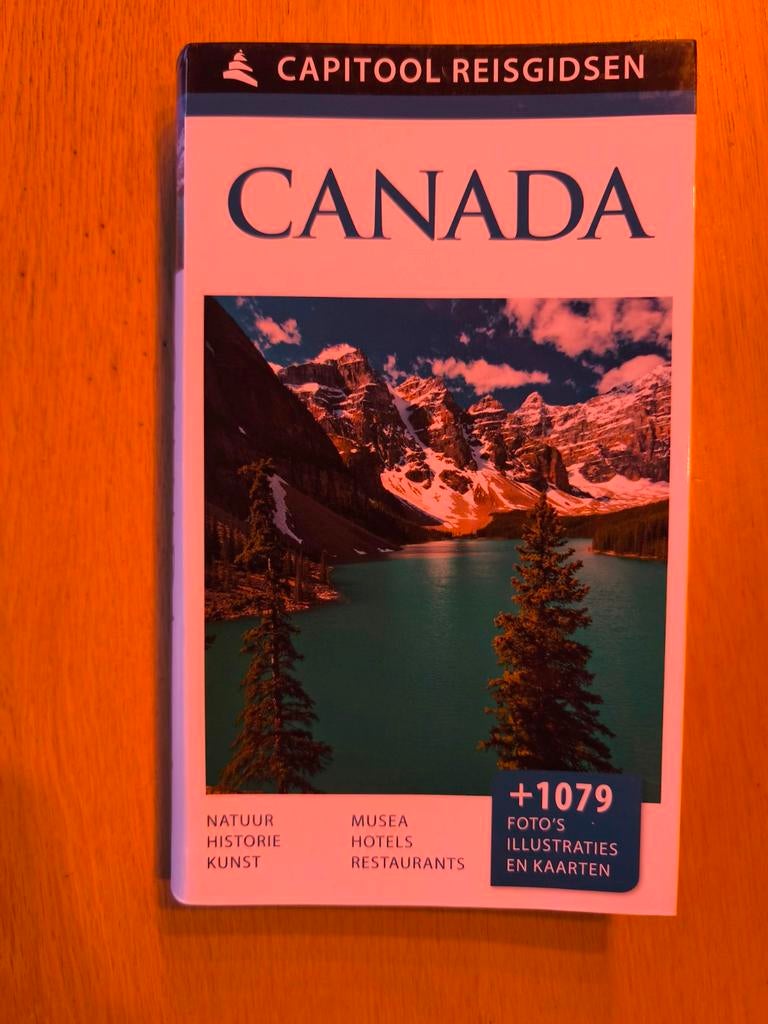 CAPITOOL REISGIDSEN
CANADA
NATUUR
HISTORIE
KUNST
MUSEA
HOTELS
RESTAURANTS
+1079
FOTO'S
ILLUSTRATIES
EN KAARTEN